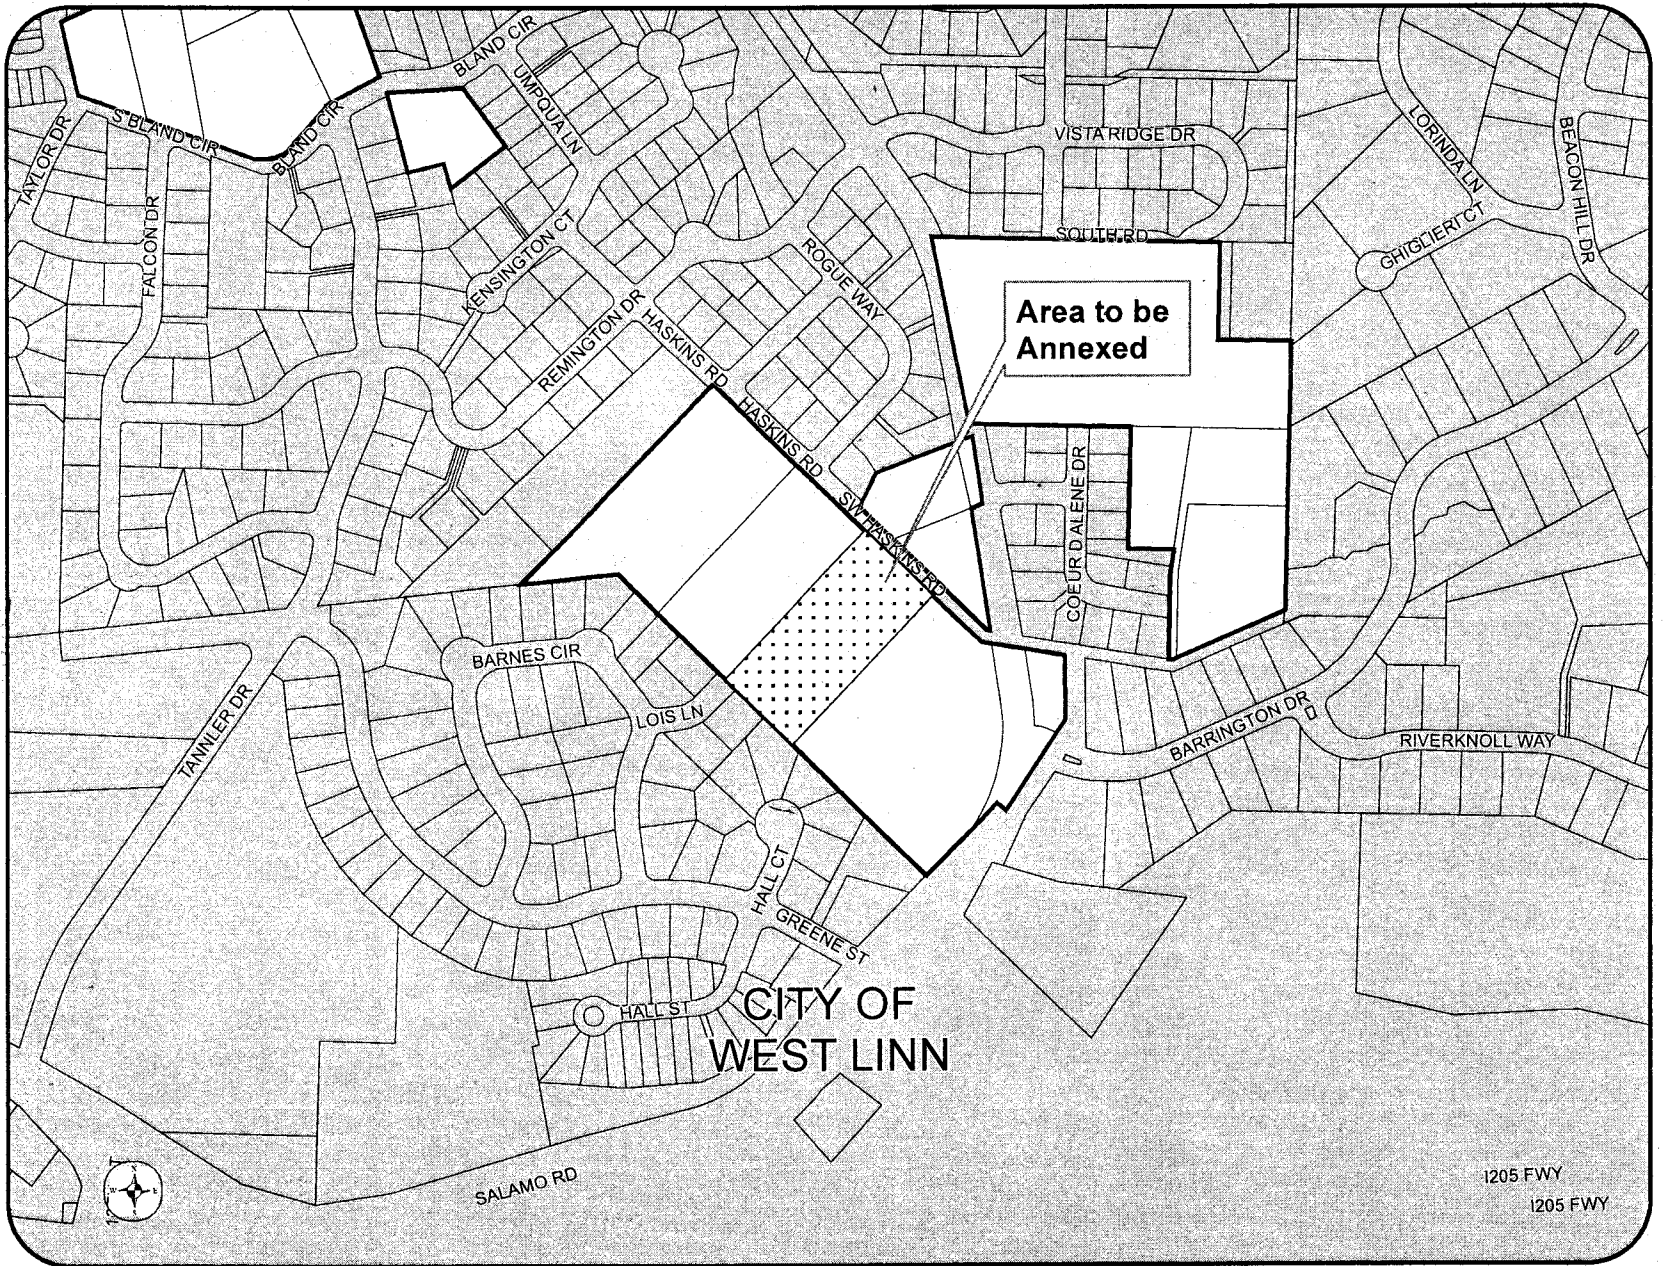 BLAND CIR
UMPQUA LN
S BLAND CIR
BLAND CIR
TAYLOR DR
FALCON DR
VISTA RIDGE DR
LORINDA LN
BEACON HILL DR
GHIGLIERI CT
SOUTH RD
KENSINGTON CT
ROGUE WAY
REMINGTON DR
HASKINS RD
Area to be
Annexed
HASKINS RD
SW HASKINS RD
COEUR D ALENE DR
BARNES CIR
LOIS LN
TANNLER DR
BARRINGTON DR
RIVERKNOLL WAY
HALL CT
GREENE ST
HALL ST
CITY OF
WEST LINN
SALAMO RD
I205 FWY
I205 FWY